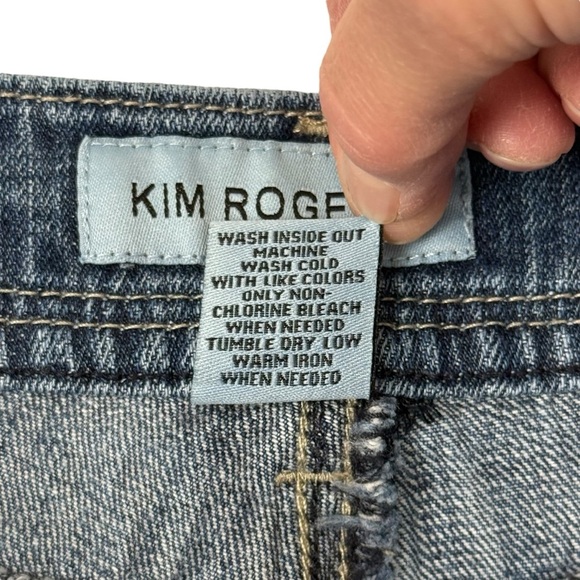 KIM ROGE
WASH INSIDE OUT
MACHINE
WASH COLD
WITH LIKE COLORS
ONLY NON-
CHLORINE BLEACH
WHEN NEEDED
TUMBLE DRY LOW
WARM IRON
WHEN NEEDED